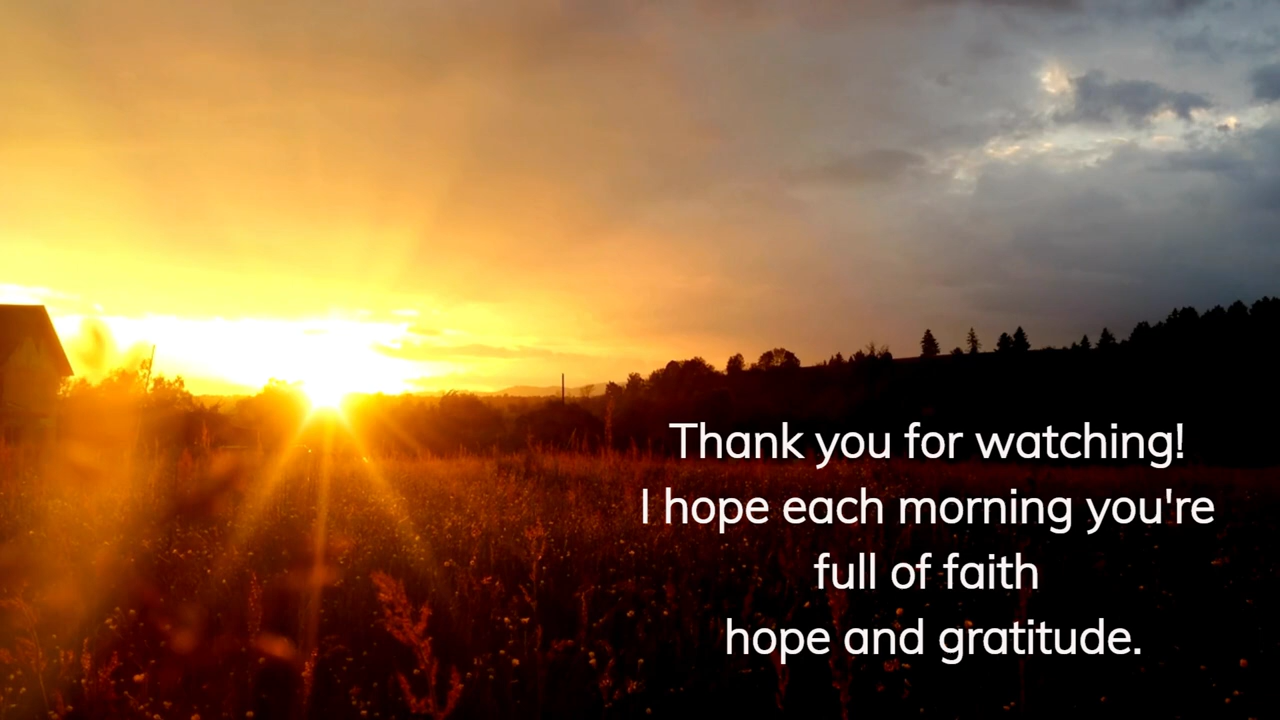 Thank you for watching!
I hope each morning you're
full of faith
hope and gratitude.